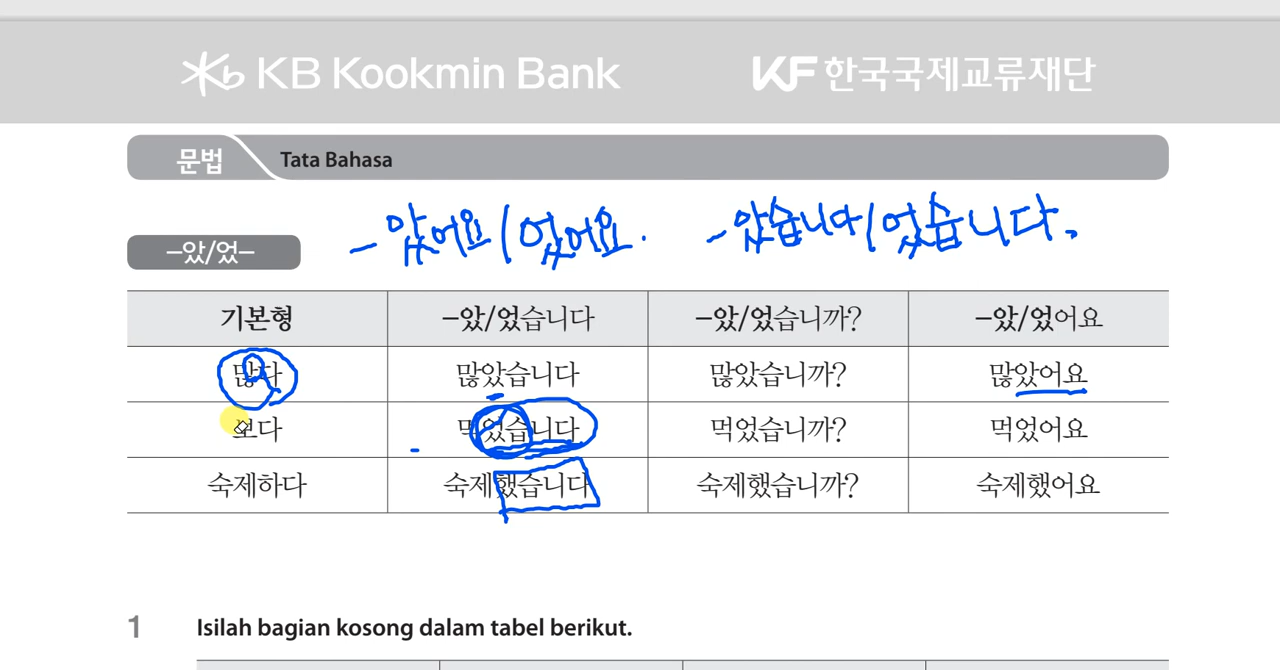 KB Kookmin Bank KF 한국국제교류재단
문법 Tata Bahasa
-았어요/었어요. -았습니다/었습니다.
–았/었–
기본형 –았/었습니다 –았/었습니까? –았/었어요
많다 많았습니다 많았습니까? 많았어요
보다 먹었습니다 먹었습니까? 먹었어요
숙제하다 숙제했습니다 숙제했습니까? 숙제했어요
1 Isilah bagian kosong dalam tabel berikut.